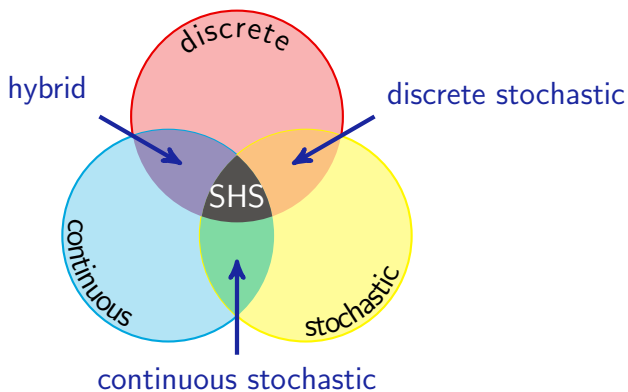 discrete
hybrid
discrete stochastic
SHS
continuous
stochastic
continuous stochastic